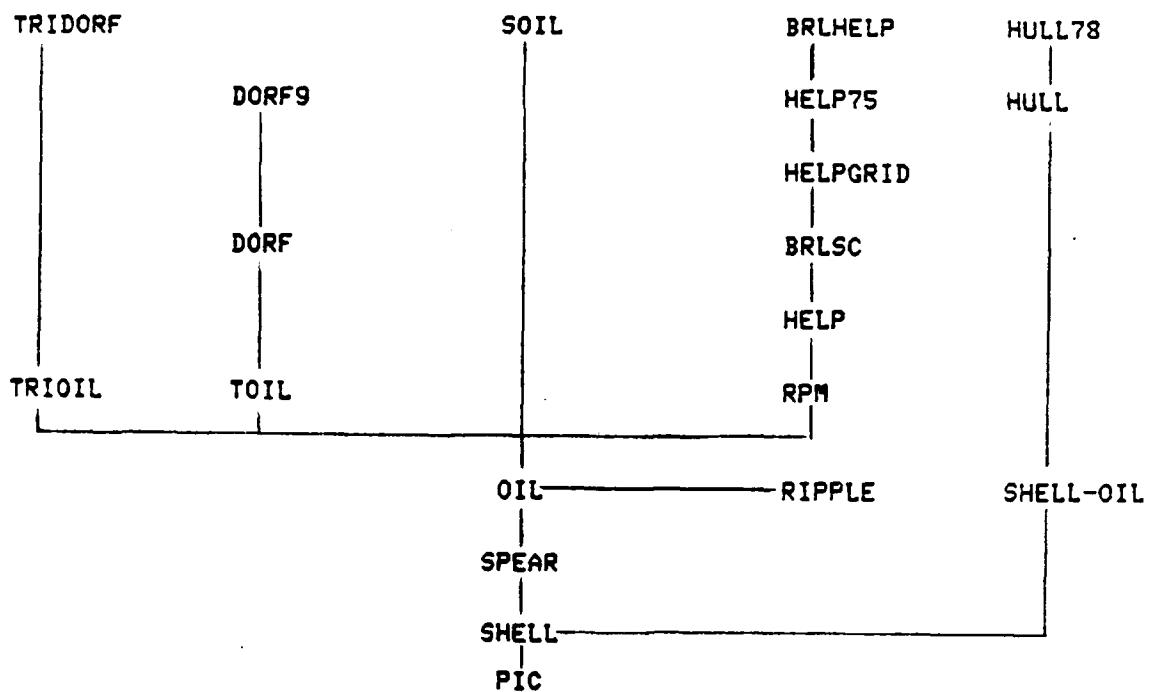 TRIDORF SOIL BRLHELP HULL78
DORF9 HELP75 HULL
HELPGRID
DORF BRLSC
HELP
TRIOIL TOIL RPM
OIL RIPPLE SHELL-OIL
SPEAR
SHELL
PIC